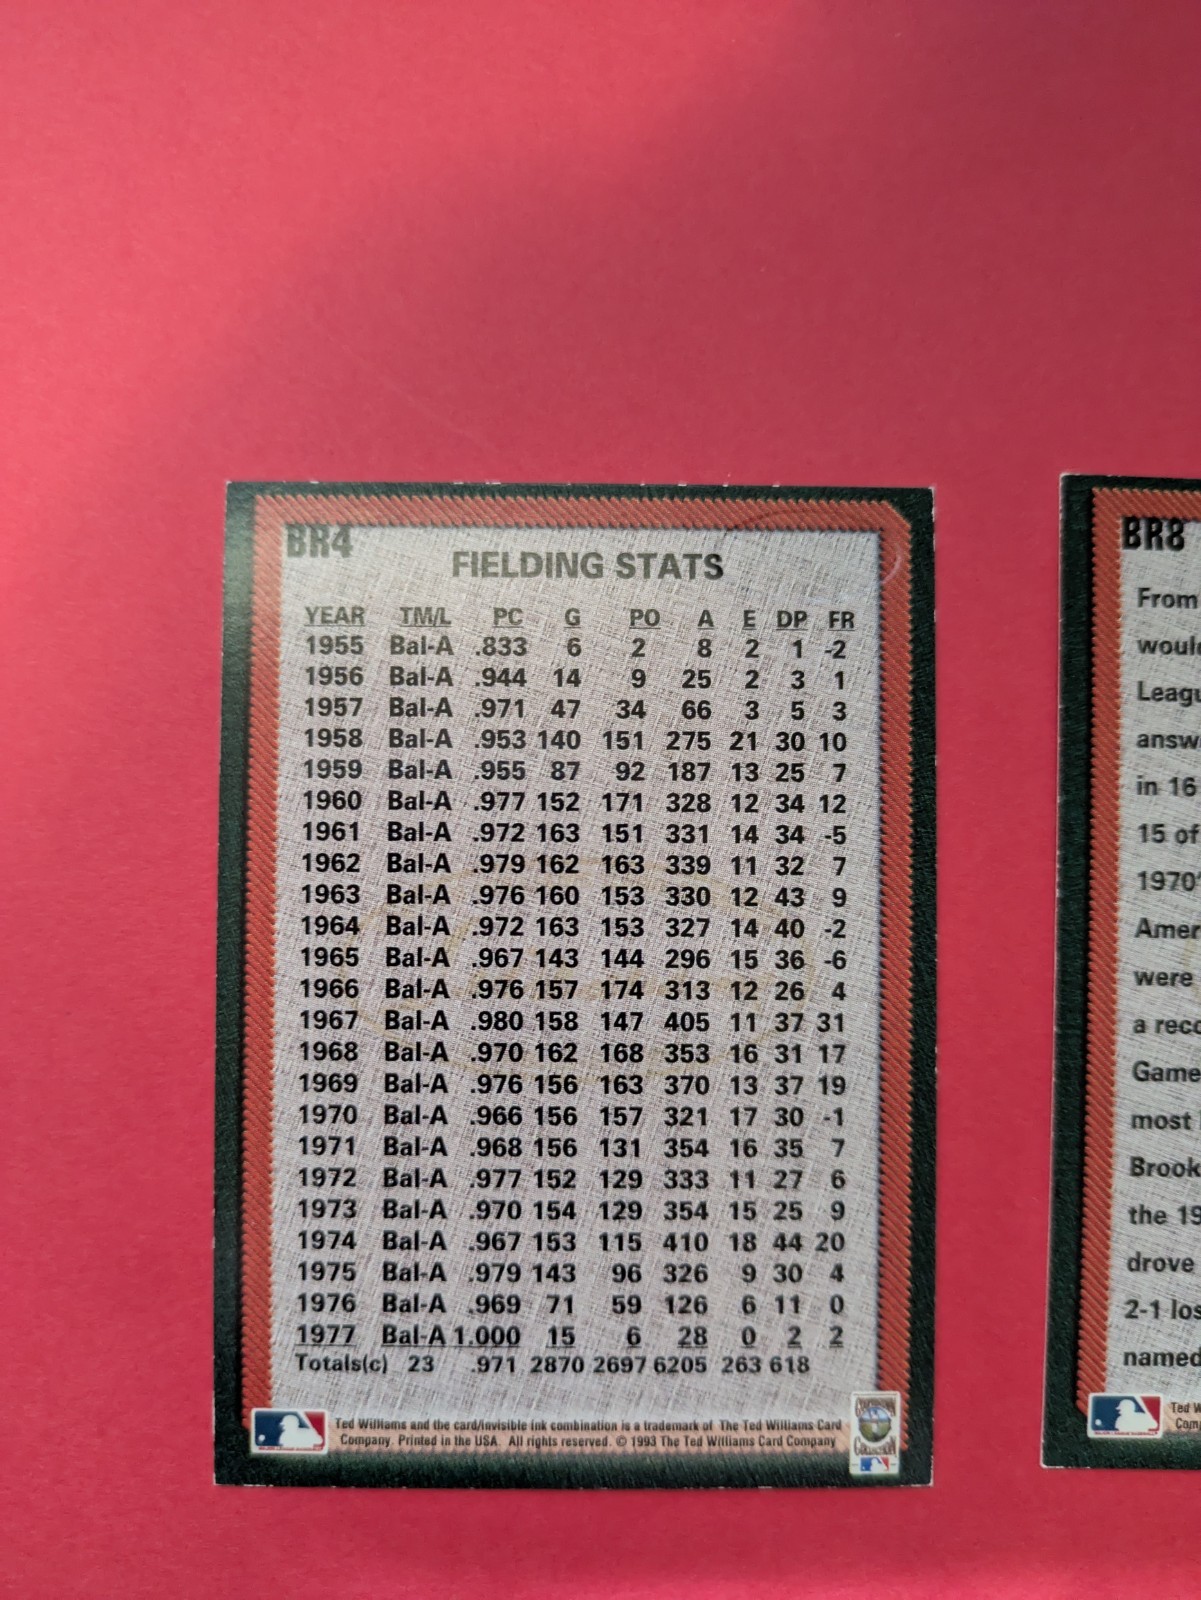 BR4
FIELDING STATS
YEAR TM/L PC G PO A E DP FR
1955 Bal-A .833 6 2 8 2 1 -2
1956 Bal-A .944 14 9 25 2 3 1
1957 Bal-A .971 47 34 66 3 5 3
1958 Bal-A .953 140 151 275 21 30 10
1959 Bal-A .955 87 92 187 13 25 7
1960 Bal-A .977 152 171 328 12 34 12
1961 Bal-A .972 163 151 331 14 34 -5
1962 Bal-A .979 162 163 339 11 32 7
1963 Bal-A .976 160 153 330 12 43 9
1964 Bal-A .972 163 153 327 14 40 -2
1965 Bal-A .967 143 144 296 15 36 -6
1966 Bal-A .976 157 174 313 12 26 4
1967 Bal-A .980 158 147 405 11 37 31
1968 Bal-A .970 162 168 353 16 31 17
1969 Bal-A .976 156 163 370 13 37 19
1970 Bal-A .966 156 157 321 17 30 -1
1971 Bal-A .968 156 131 354 16 35 7
1972 Bal-A .977 152 129 333 11 27 6
1973 Bal-A .970 154 129 354 15 25 9
1974 Bal-A .967 153 115 410 18 44 20
1975 Bal-A .979 143 96 326 9 30 4
1976 Bal-A .969 71 59 126 6 11 0
1977 Bal-A 1.000 15 6 28 0 2 2
Totals(c) 23 .971 2870 2697 6205 263 618
Ted Williams and the card/invisible ink combination is a trademark of The Ted Williams Card
Company. Printed in the USA. All rights reserved. © 1993 The Ted Williams Card Company
BR8
From
would
Leagu
answ
in 16
15 of
1970'
Amer
were
a reco
Game
most
Brook
the 19
drove
2-1 los
named
Ted W
Com